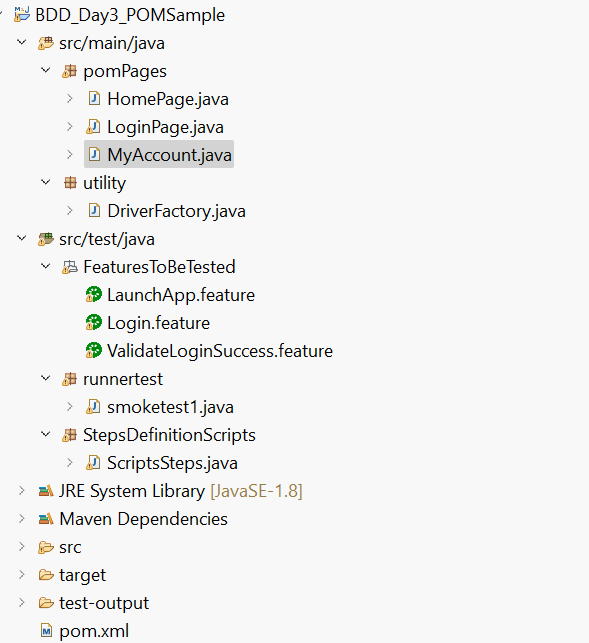 BDD_Day3_POMSample
src/main/java
pomPages
HomePage.java
LoginPage.java
MyAccount.java
utility
DriverFactory.java
src/test/java
FeaturesToBeTested
LaunchApp.feature
Login.feature
ValidateLoginSuccess.feature
runnertest
smoketest1.java
StepsDefinitionScripts
ScriptsSteps.java
JRE System Library [JavaSE-1.8]
Maven Dependencies
src
target
test-output
pom.xml